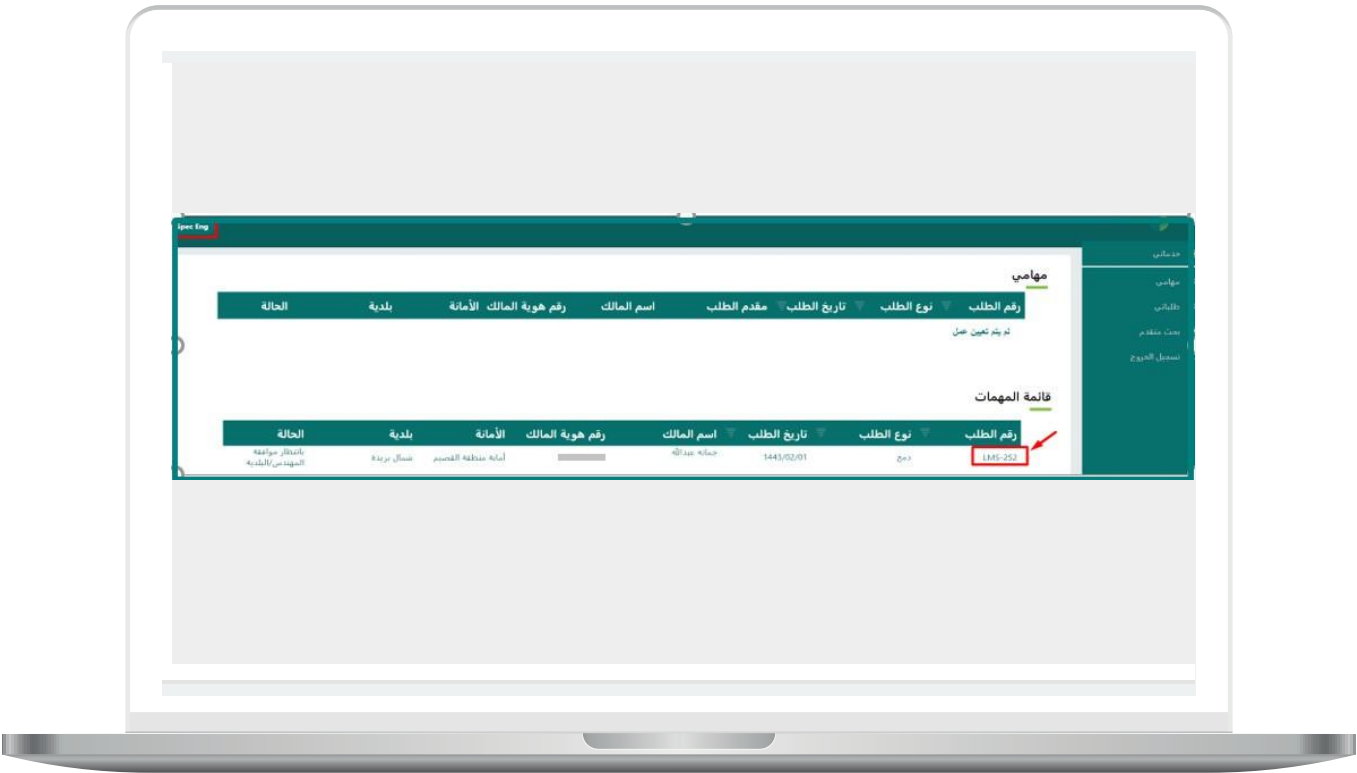 Spec Eng
خدماتي
مهامي
طلباتي
بحث متقدم
تسجيل الخروج
مهامي
رقم الطلب نوع الطلب تاريخ الطلب مقدم الطلب اسم المالك رقم هوية المالك الأمانة بلدية الحالة
لم يتم تعيين عمل
قائمة المهمات
رقم الطلب نوع الطلب تاريخ الطلب اسم المالك رقم هوية المالك الأمانة بلدية الحالة
LMS-252 دمج 1443/02/01 جمانه عبدالله أمانة منطقة القصيم شمال بريدة بانتظار موافقة
المهندس/البلدية